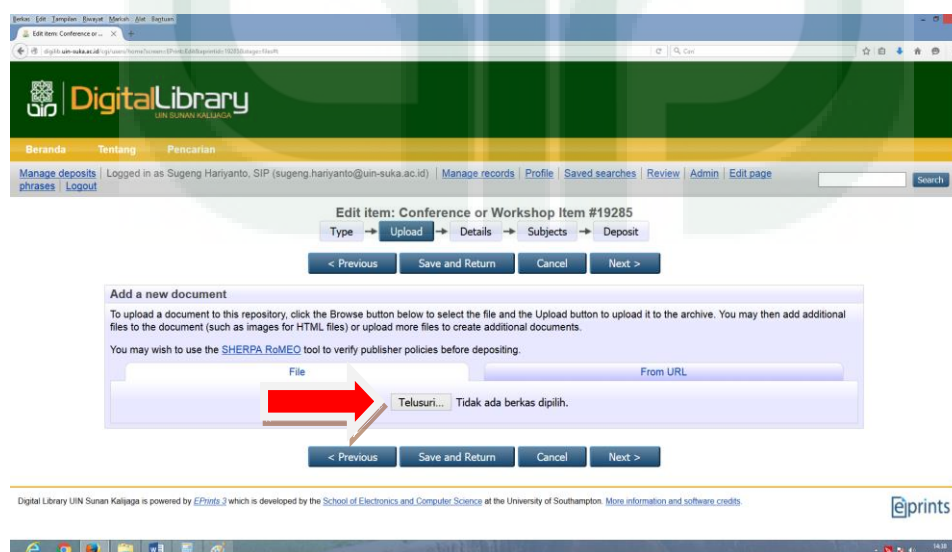 Berkas Edit Tampilan Riwayat Markah Alat Bantuan
Edit item: Conference or ...
Cari
uin
DigitalLibrary
UIN SUNAN KALIJAGA
Beranda Tentang Pencarian
Manage deposits Logged in as Sugeng Hariyanto, SIP (sugeng.hariyanto@uin-suka.ac.id) Manage records Profile Saved searches Review Admin Edit page
phrases Logout
Search
Edit item: Conference or Workshop Item #19285
Type Upload Details Subjects Deposit
< Previous Save and Return Cancel Next >
Add a new document
To upload a document to this repository, click the Browse button below to select the file and the Upload button to upload it to the archive. You may then add additional
files to the document (such as images for HTML files) or upload more files to create additional documents.
You may wish to use the SHERPA RoMEO tool to verify publisher policies before depositing.
File From URL
Telusuri... Tidak ada berkas dipilih.
< Previous Save and Return Cancel Next >
Digital Library UIN Sunan Kalijaga is powered by EPrints 3 which is developed by the School of Electronics and Computer Science at the University of Southampton. More information and software credits.
eprints